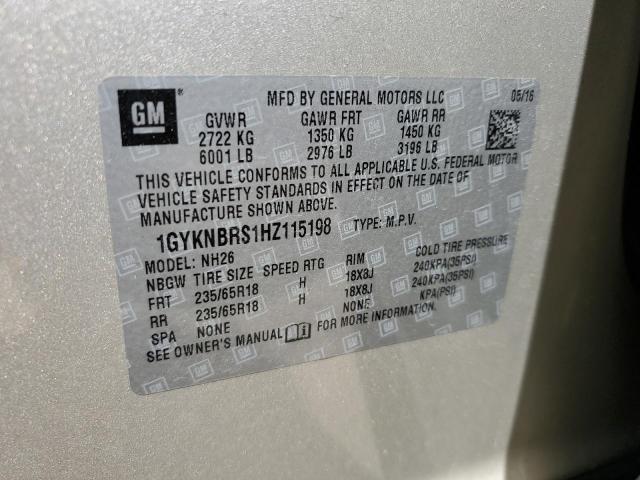 GM ®
MFD BY GENERAL MOTORS LLC 05/16
GVWR GAWR FRT GAWR RR
2722 KG 1350 KG 1450 KG
6001 LB 2976 LB 3196 LB
THIS VEHICLE CONFORMS TO ALL APPLICABLE U.S. FEDERAL MOTOR
VEHICLE SAFETY STANDARDS IN EFFECT ON THE DATE OF
MANUFACTURE SHOWN ABOVE.
1GYKNBRS1HZ115198 TYPE: M.P.V.
MODEL: NH26
NBGW TIRE SIZE SPEED RTG RIM COLD TIRE PRESSURE
FRT 235/65R18 H 18X8J 240KPA(35PSI)
RR 235/65R18 H 18X8J 240KPA(35PSI)
SPA NONE NONE KPA(PSI)
SEE OWNER'S MANUAL FOR MORE INFORMATION.